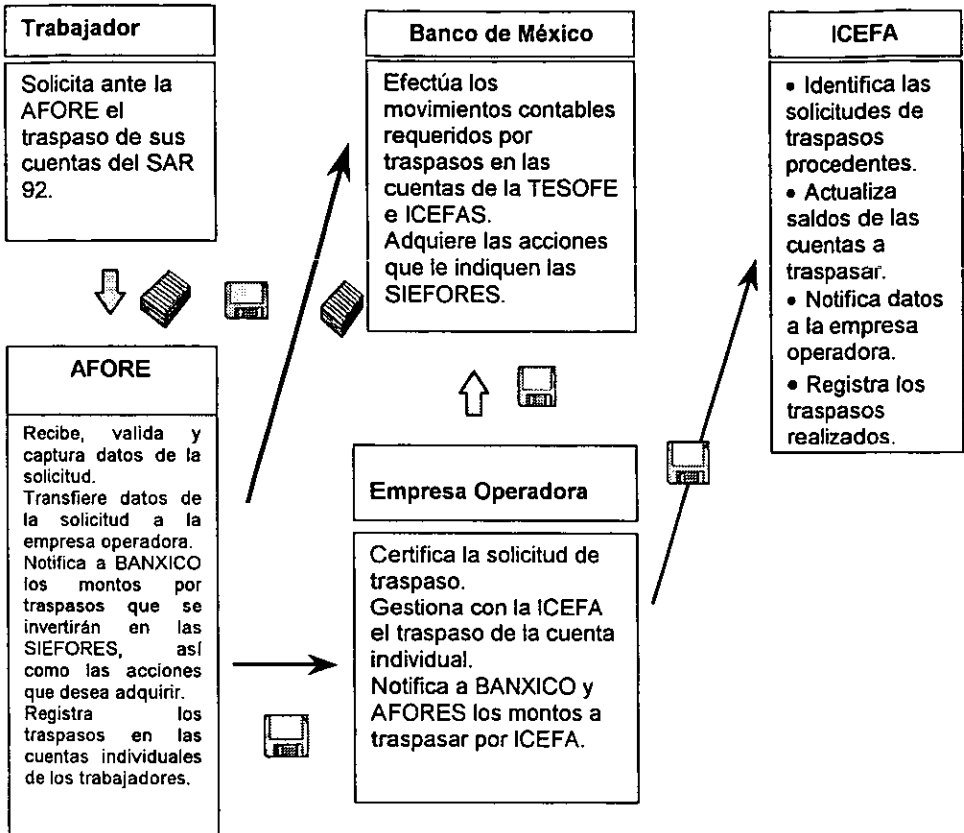 Trabajador
Solicita ante la
AFORE el
traspaso de sus
cuentas del SAR
92.
AFORE
Recibe, valida y
captura datos de la
solicitud.
Transfiere datos de
la solicitud a la
empresa operadora.
Notifica a BANXICO
los montos por
traspasos que se
invertirán en las
SIEFORES, así
como las acciones
que desea adquirir.
Registra los
traspasos en las
cuentas individuales
de los trabajadores.
Banco de México
Efectúa los
movimientos contables
requeridos por
traspasos en las
cuentas de la TESOFE
e ICEFAS.
Adquiere las acciones
que le indiquen las
SIEFORES.
Empresa Operadora
Certifica la solicitud de
traspaso.
Gestiona con la ICEFA
el traspaso de la cuenta
individual.
Notifica a BANXICO y
AFORES los montos a
traspasar por ICEFA.
ICEFA
• Identifica las
solicitudes de
traspasos
procedentes.
• Actualiza
saldos de las
cuentas a
traspasar.
• Notifica datos
a la empresa
operadora.
• Registra los
traspasos
realizados.